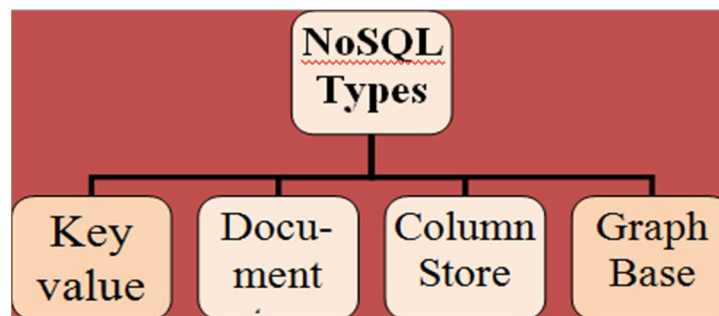 NoSQL
Types
Key
value
Docu-
ment
Column
Store
Graph
Base